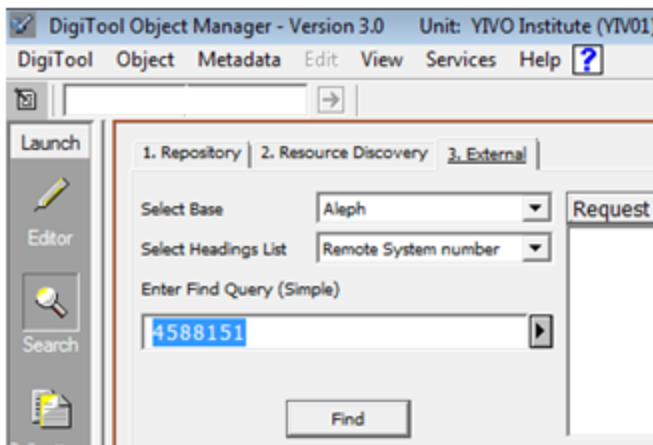 DigiTool Object Manager - Version 3.0 Unit: YIVO Institute (YIV01)
DigiTool Object Metadata Edit View Services Help ?
Launch
1. Repository 2. Resource Discovery 3. External
Select Base Aleph Request
Editor
Select Headings List Remote System number
Enter Find Query (Simple)
4588151
Search
Find